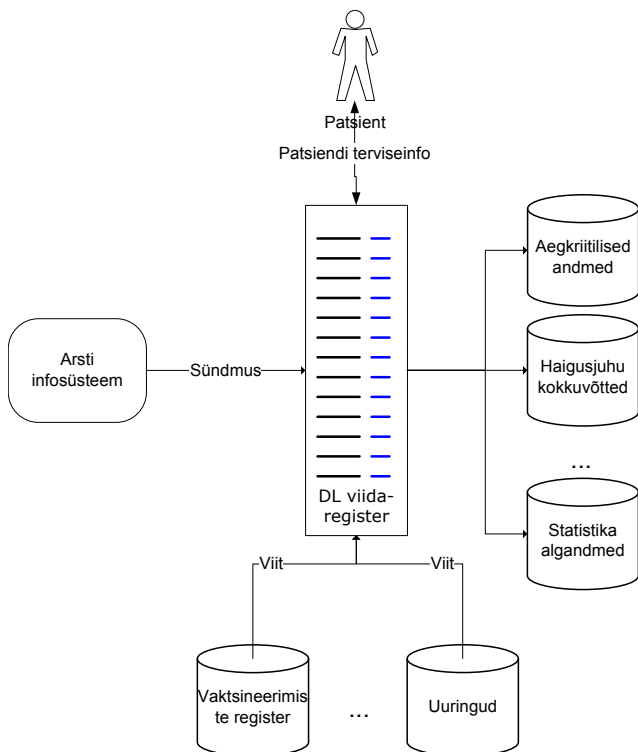 Patsient
Patsiendi terviseinfo
Aegkriitilised
andmed
Arsti
infosüsteem
Sündmus
Haigusjuhu
kokkuvõtted
...
DL viida-
register
Statistika
algandmed
Viit
Viit
Vaktsineerimis
te register
...
Uuringud